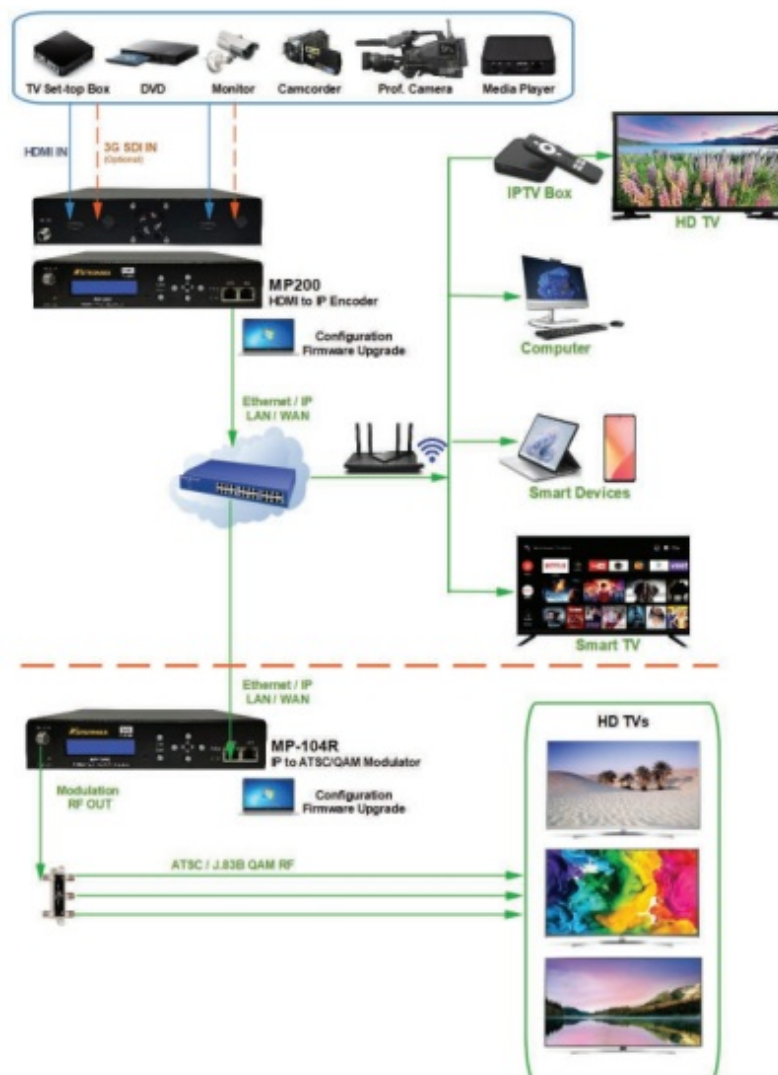 TV Set-top Box
DVD
Monitor
Camcorder
Prof. Camera
Media Player
HDMI IN
3G SDI IN
(Optional)
IPTV Box
HD TV
MP200
HDMI to IP Encoder
Configuration
Firmware Upgrade
Computer
Ethernet / IP
LAN / WAN
Smart Devices
Smart TV
Ethernet / IP
LAN / WAN
MP-104R
IP to ATSC/QAM Modulator
Configuration
Firmware Upgrade
Modulation
RF OUT
ATSC / J.83B QAM RF
HD TVs